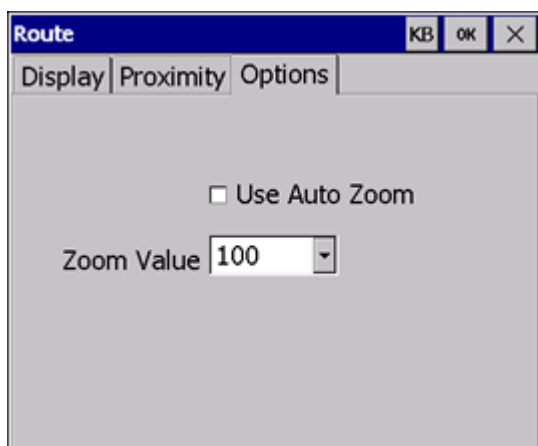 Route KB OK ×
Display Proximity Options
Use Auto Zoom
Zoom Value 100